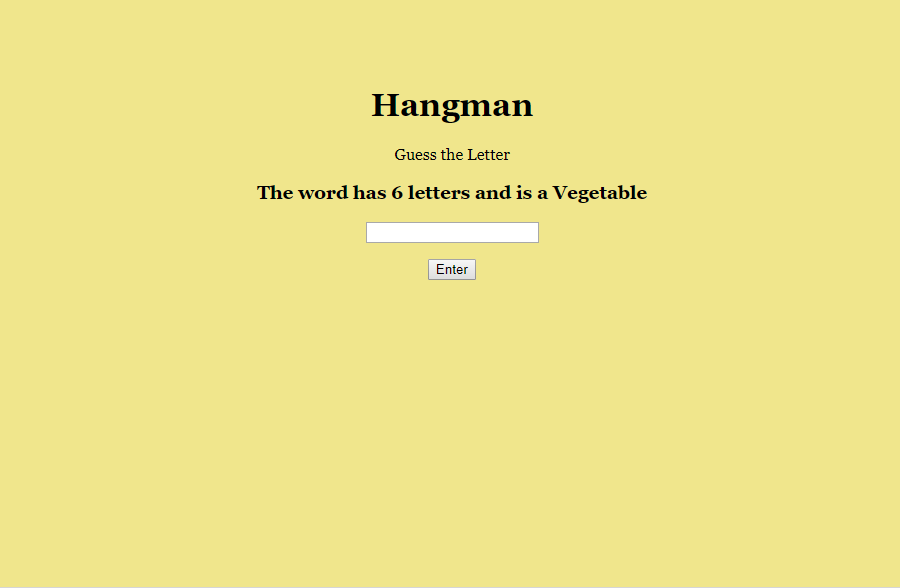 Hangman
Guess the Letter
The word has 6 letters and is a Vegetable
Enter